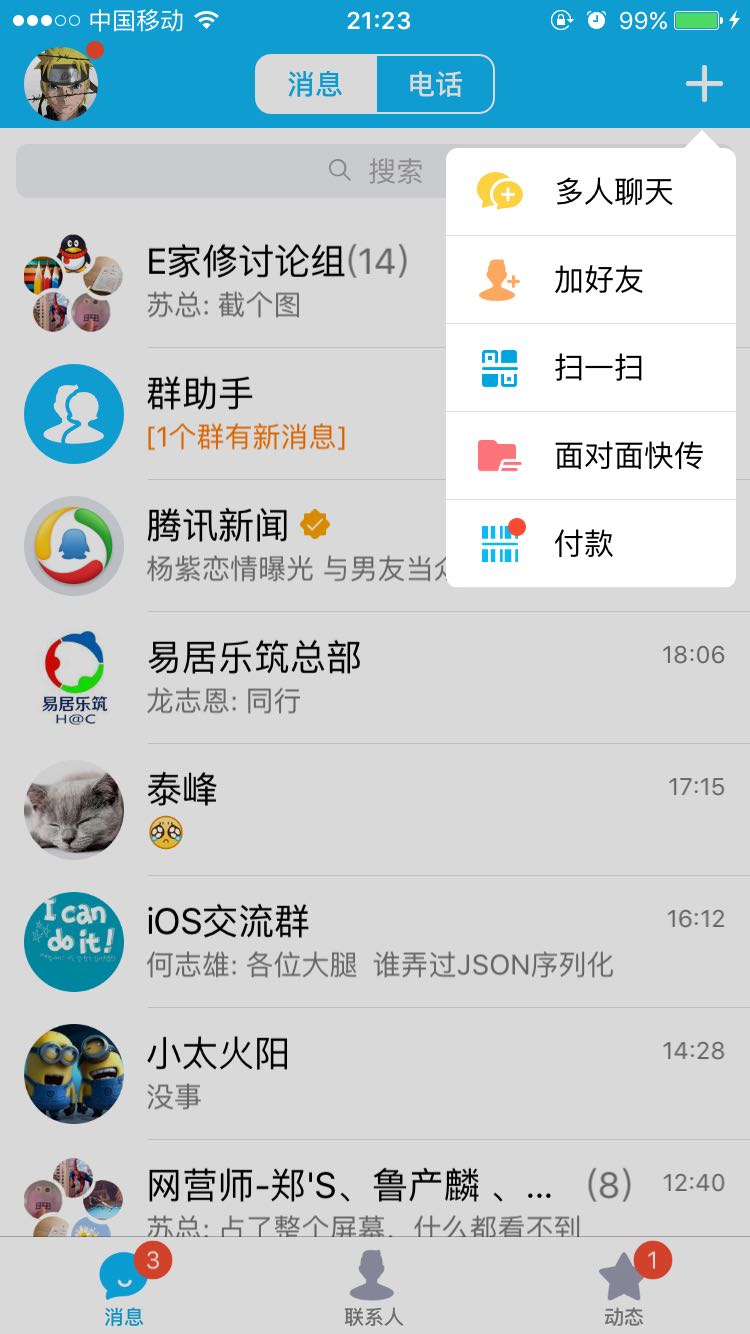 中国移动
21:23
99%
消息
电话
搜索
多人聊天
加好友
扫一扫
面对面快传
付款
E家修讨论组(14)
苏总: 截个图
群助手
[1个群有新消息]
腾讯新闻
杨紫恋情曝光 与男友当众
易居乐筑总部
18:06
龙志恩: 同行
易居乐筑
H@C
泰峰
17:15
iOS交流群
16:12
何志雄: 各位大腿 谁弄过JSON序列化
I can
do it!
小太火阳
14:28
没事
网营师-郑'S、鲁产麟 、...
(8)
12:40
苏总: 占了整个屏幕，什么都看不到
3
1
消息
联系人
动态